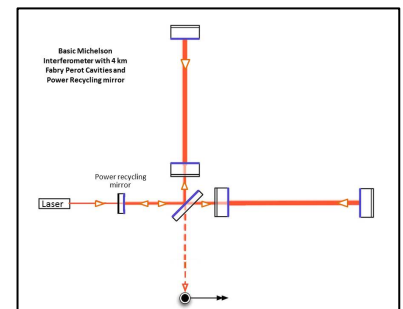 Basic Michelson
Interferometer with 4 km
Fabry Perot Cavities and
Power Recycling mirror
Power recycling
mirror
Laser